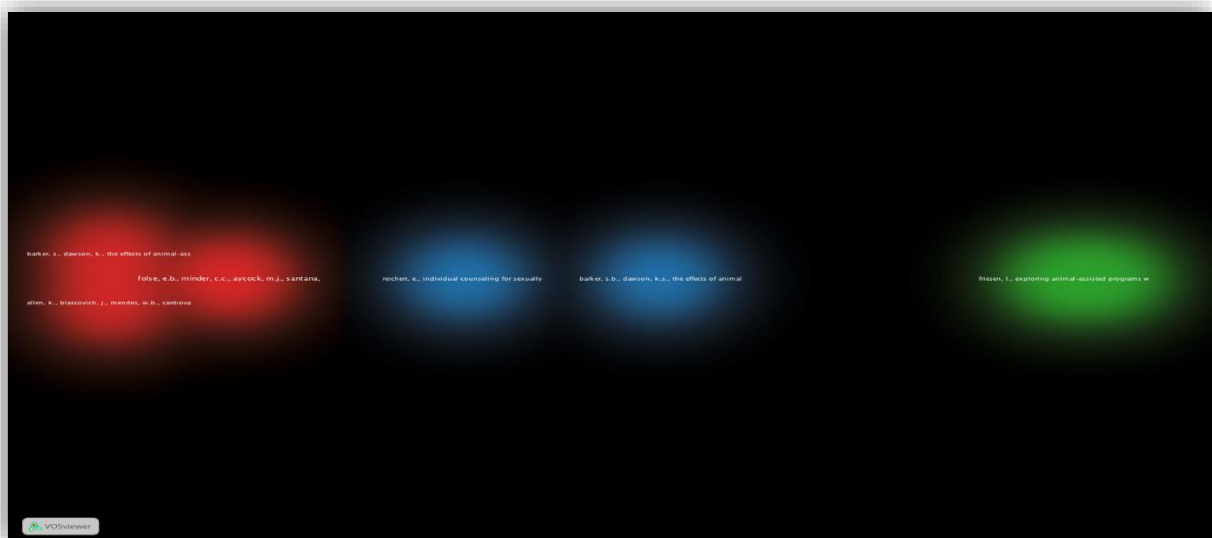 barker, s., dawson, k., the effects of animal-ass
folse, e.b., minder, c.c., aycock, m.j., santana,
allen, k., blascovich, j., mendes, w.b., cardiova
reichert, e., individual counseling for sexually
barker, s.b., dawson, k.s., the effects of animal
friesen, l., exploring animal-assisted programs w
VOSviewer